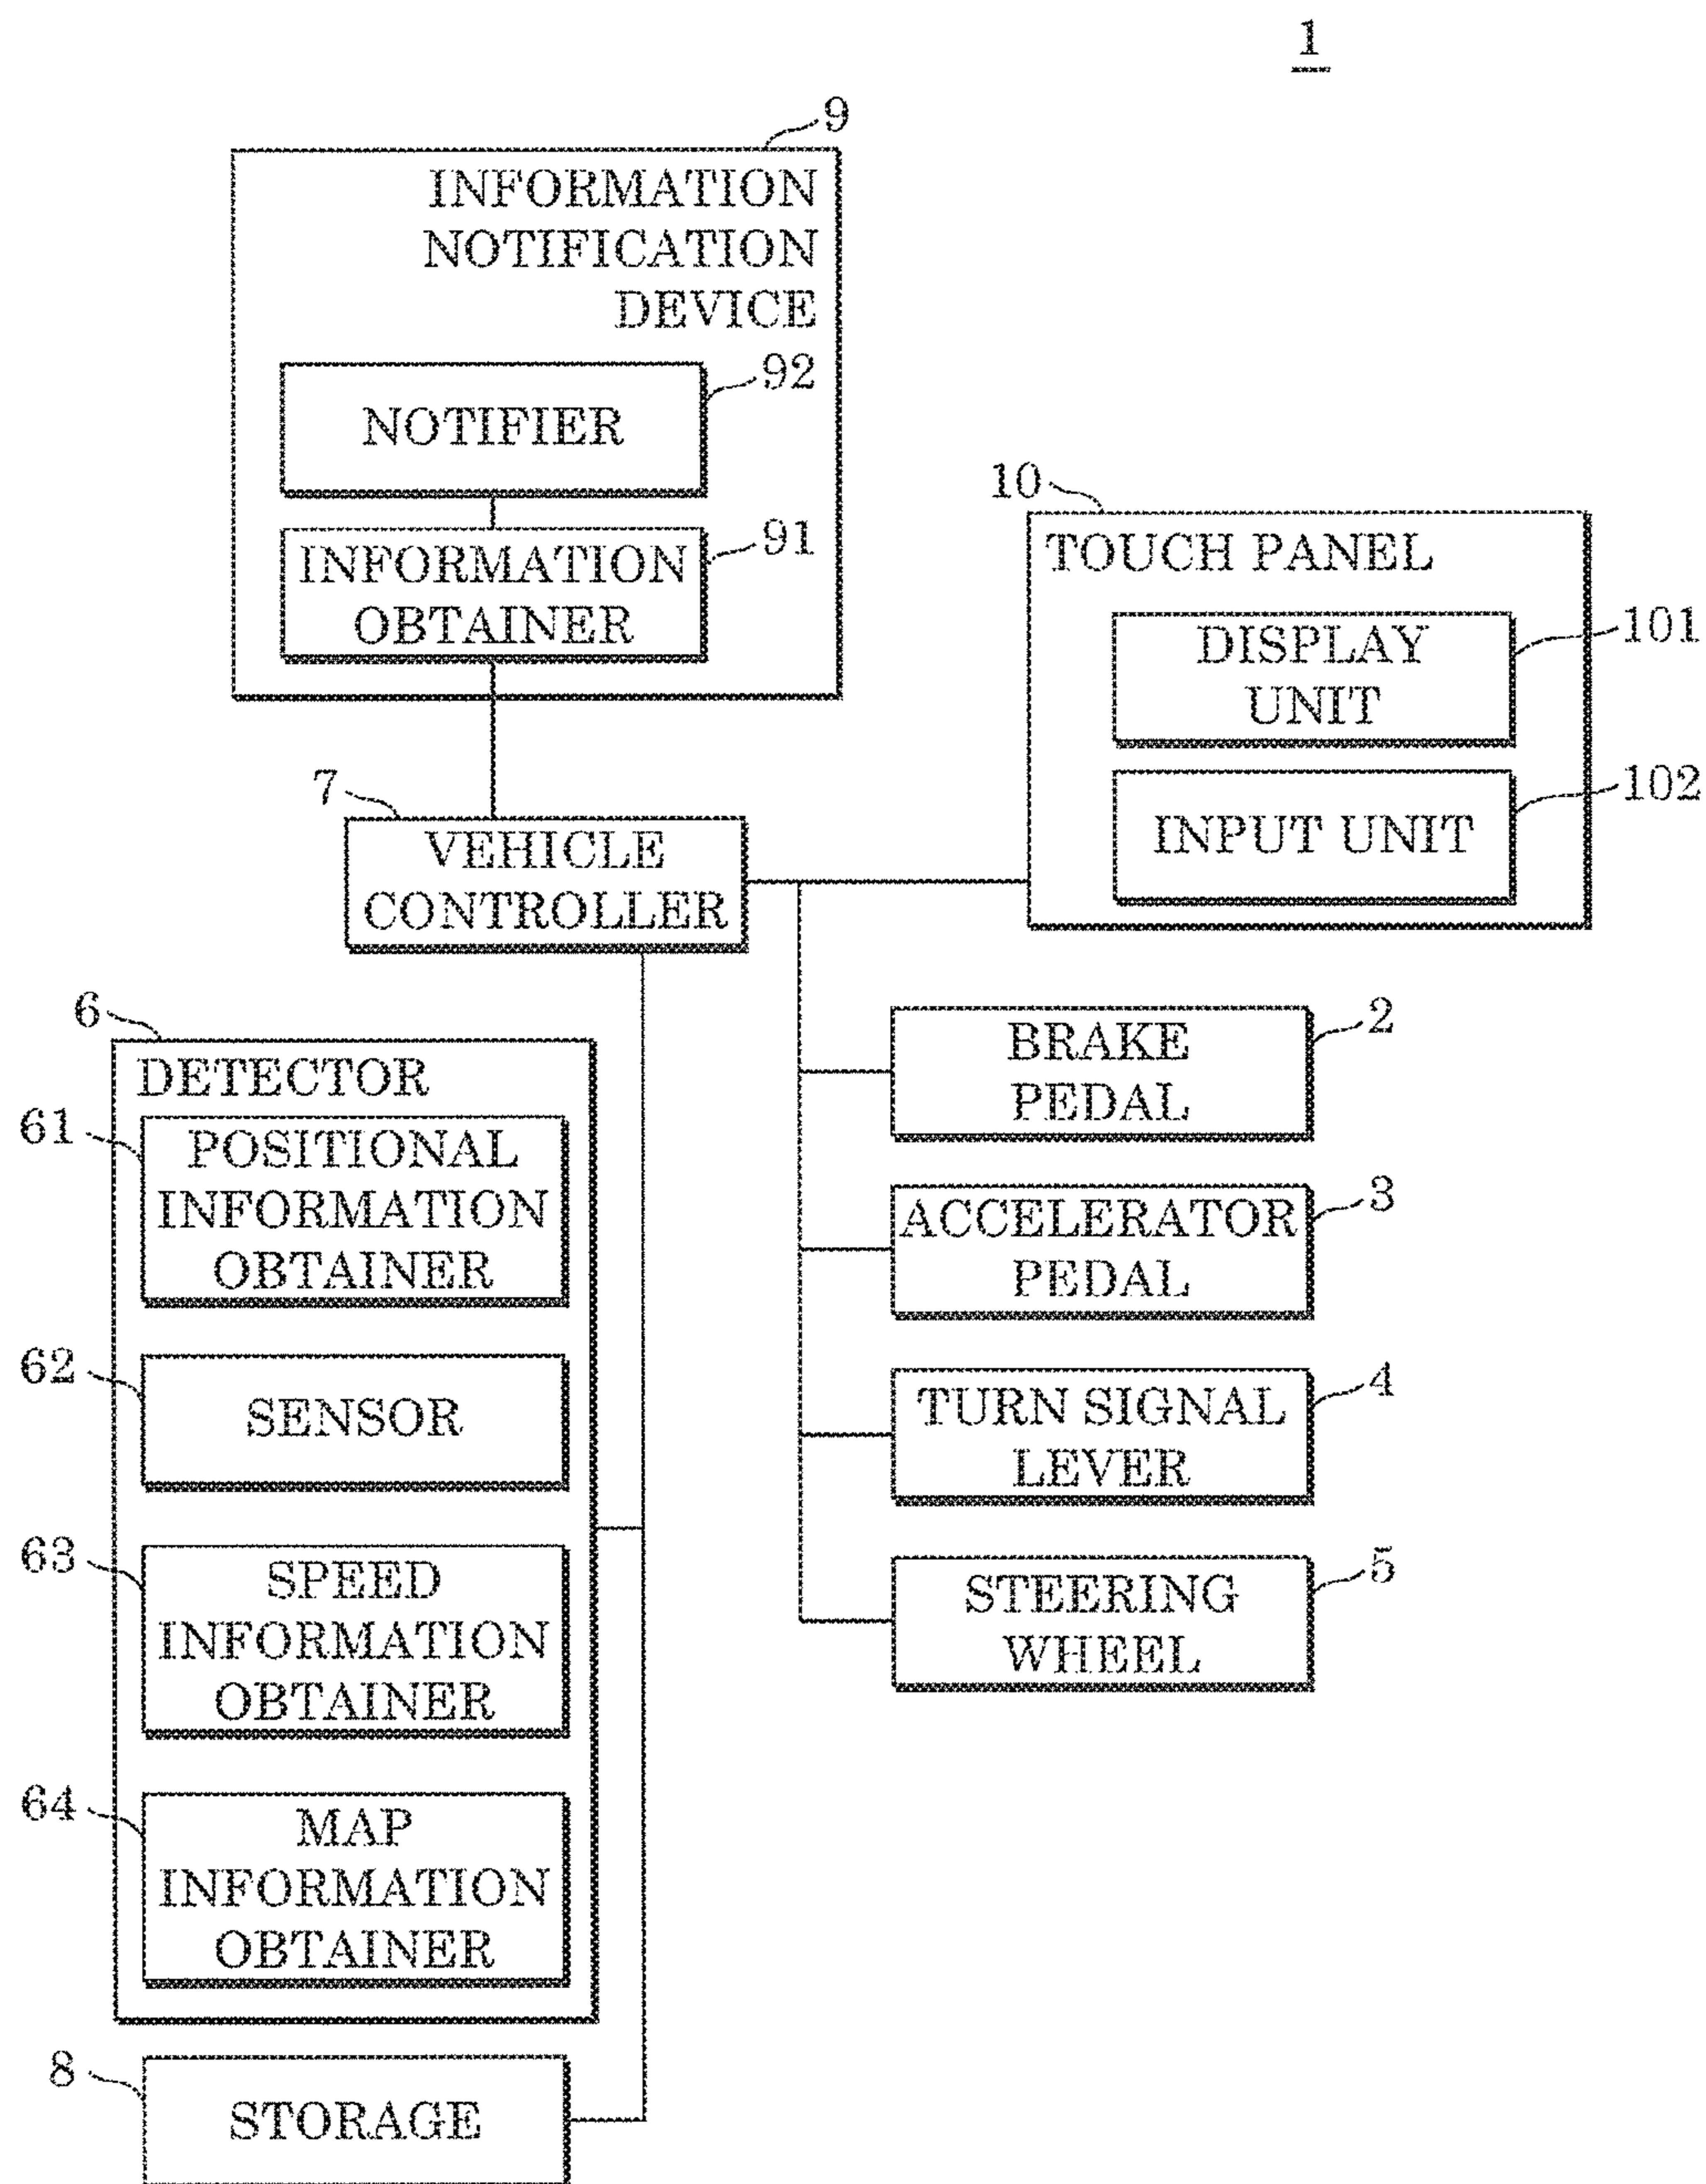 1
9
INFORMATION
NOTIFICATION
DEVICE
92
NOTIFIER
91
INFORMATION
OBTAINER
10
TOUCH PANEL
101
DISPLAY
UNIT
102
INPUT UNIT
7
VEHICLE
CONTROLLER
6
DETECTOR
61
POSITIONAL
INFORMATION
OBTAINER
62
SENSOR
63
SPEED
INFORMATION
OBTAINER
64
MAP
INFORMATION
OBTAINER
8
STORAGE
2
BRAKE
PEDAL
3
ACCELERATOR
PEDAL
4
TURN SIGNAL
LEVER
5
STEERING
WHEEL